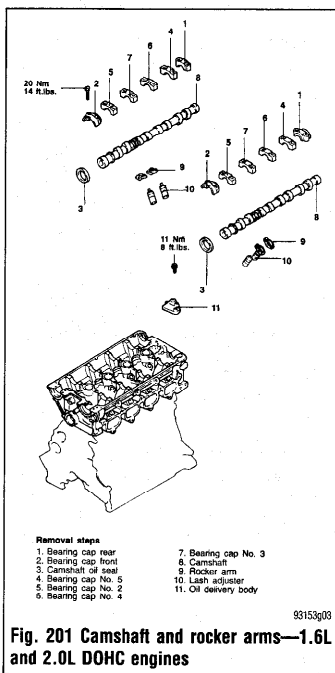 1
4
6
7
5
2
20 Nm
14 ft.lbs.
8
9
10
3
1
4
6
7
5
2
8
9
10
11 Nm
8 ft.lbs.
3
11
Removal steps
1. Bearing cap rear
2. Bearing cap front
3. Camshaft oil seal
4. Bearing cap No. 5
5. Bearing cap No. 2
6. Bearing cap No. 4
7. Bearing cap No. 3
8. Camshaft
9. Rocker arm
10. Lash adjuster
11. Oil delivery body
93153g03
Fig. 201 Camshaft and rocker arms—1.6L
and 2.0L DOHC engines